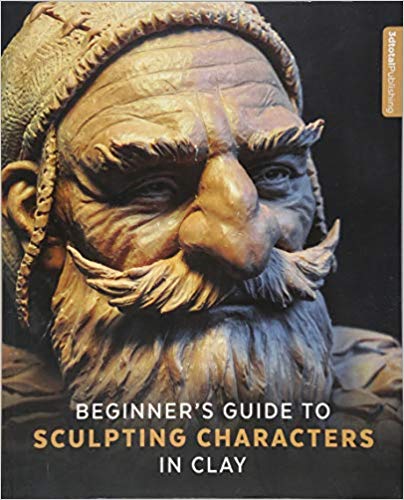 3dtotalPublishing
BEGINNER'S GUIDE TO
SCULPTING CHARACTERS
IN CLAY